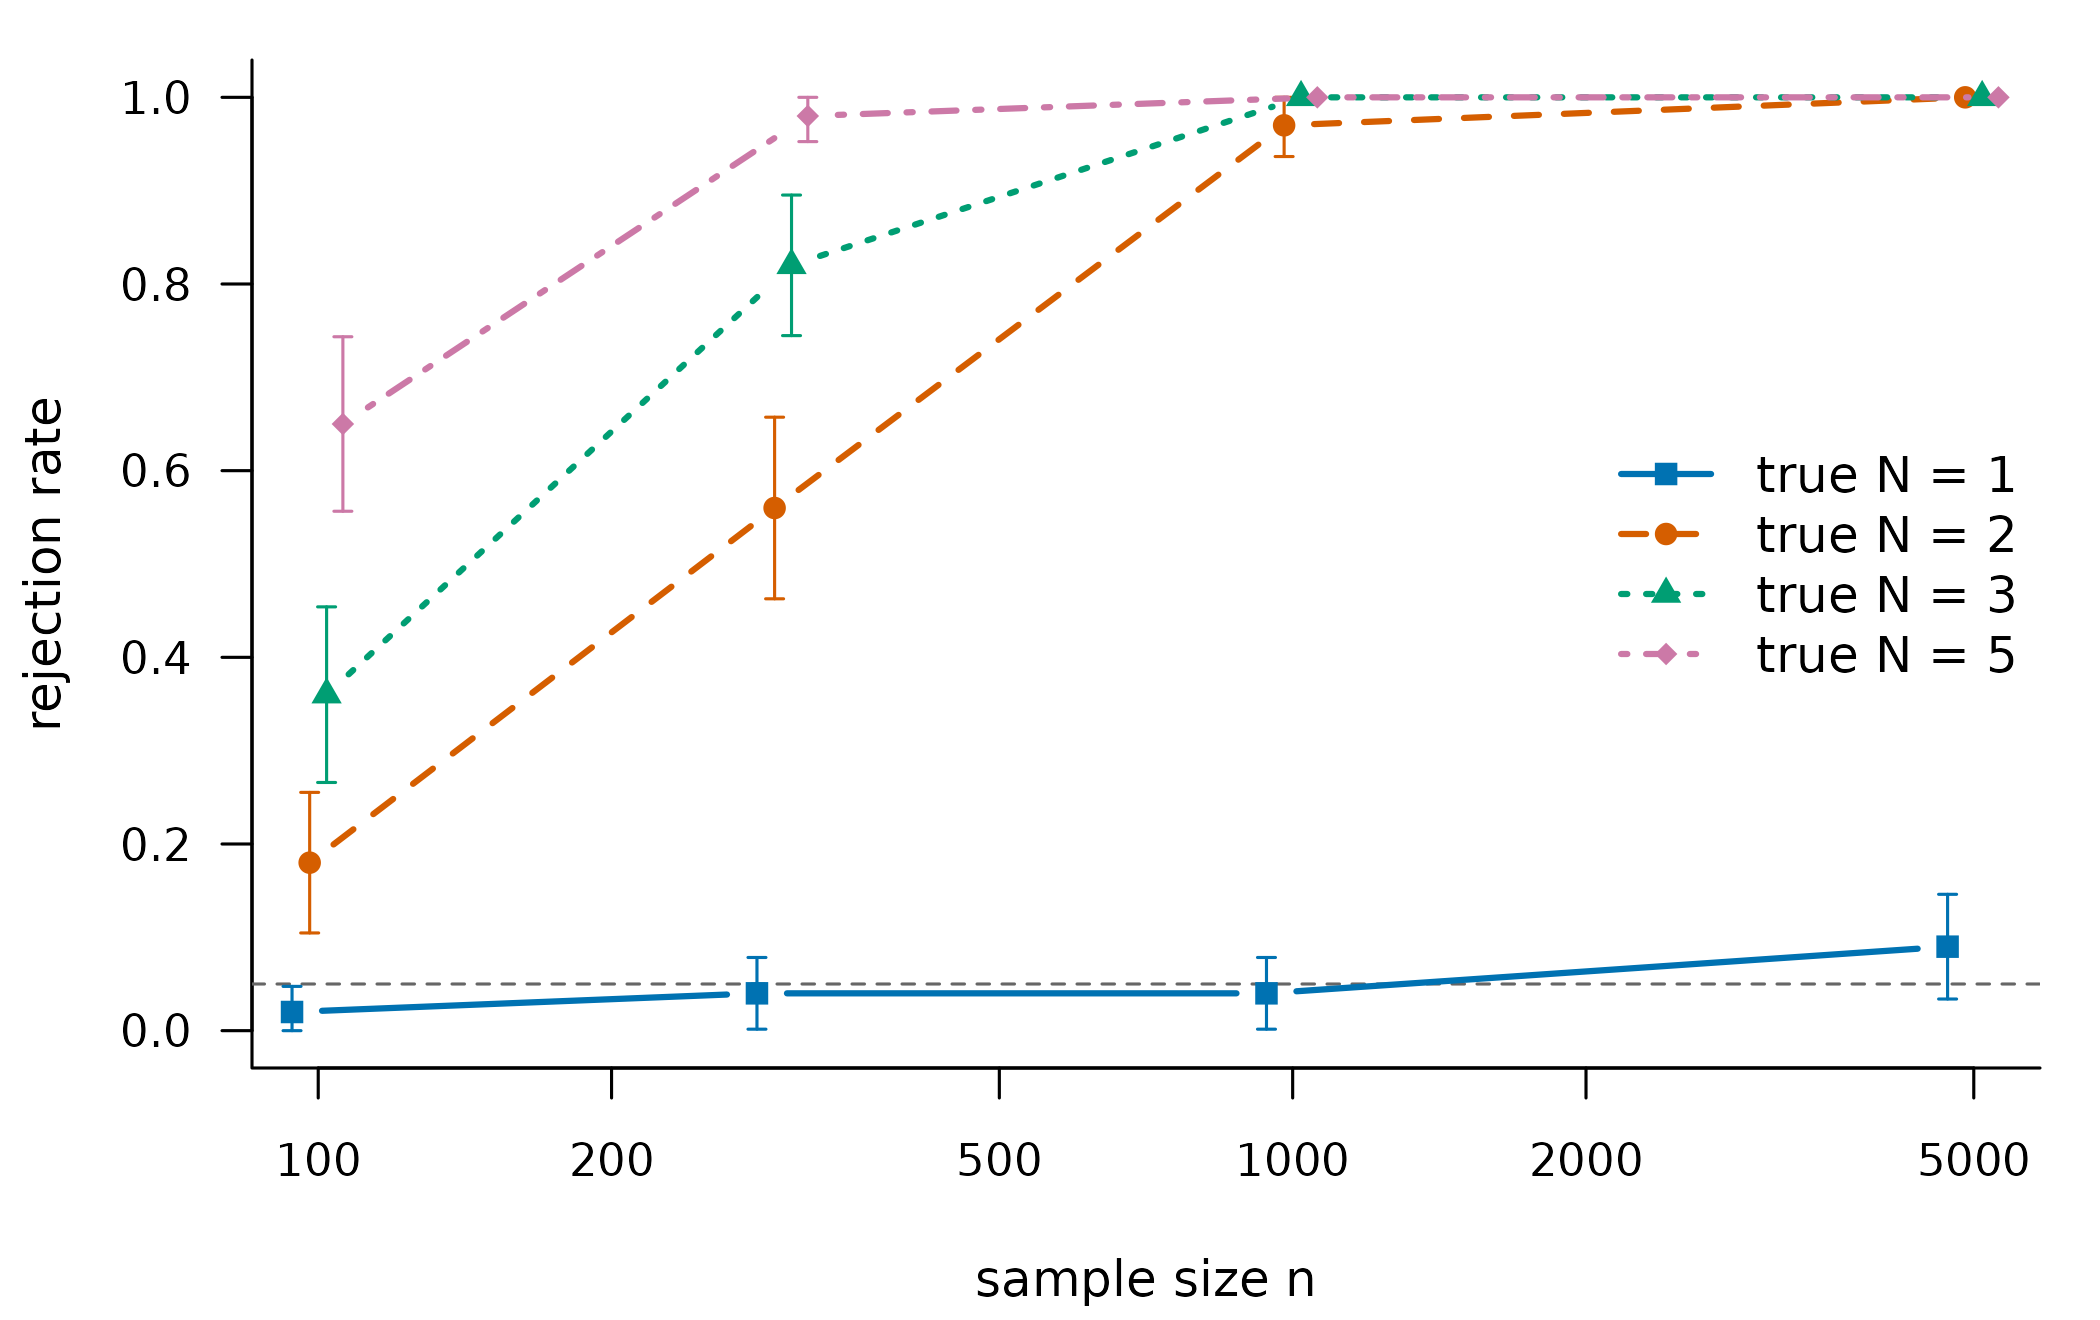 1.0
0.8
0.6
0.4
0.2
0.0
rejection rate
true N = 1
true N = 2
true N = 3
true N = 5
100 200 500 1000 2000 5000
sample size n